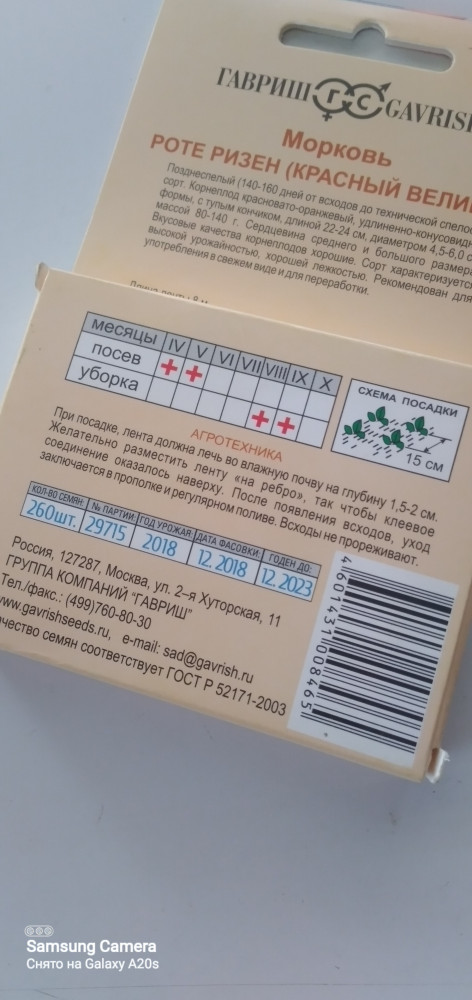 ГАВРИШ ГС GAVRISH
Морковь
РОТЕ РИЗЕН (КРАСНЫЙ
Позднеспелый (140-160 дней от всходов до технической
сорт. Корнеплод красновато-оранжевый,
формы, с тупым кончиком, длиной 22-24 см, диаметром 4,5-6,0
массой 80-140 г. Сердцевина среднего и большого
Вкусовые качества корнеплодов хорошие. Сорт характеризуется
высокой урожайностью, хорошей лежкостью. Рекомендован для
употребления в свежем виде и для переработки.
месяцы IV V VI VII VIII IX X
посев + +
уборка + +
СХЕМА ПОСАДКИ
15 см
АГРОТЕХНИКА
При посадке, лента должна лечь во влажную почву на глубину 1,5-2 см.
Желательно разместить ленту «на ребро», так чтобы клеевое
соединение оказалось наверху. После появления всходов, уход
заключается в прополке и регулярном поливе. Всходы не прореживают.
КОЛ-ВО СЕМЯН: № ПАРТИИ: ГОД УРОЖАЯ: ДАТА ФАСОВКИ: ГОДЕН ДО:
260шт. 29715 2018 12.2018 12.2023
Россия, 127287, Москва, ул. 2-я Хуторская, 11
ГРУППА КОМПАНИЙ "ГАВРИШ"
Тел./факс.: (499)760-80-30
www.gavrishseeds.ru, e-mail: sad@gavrish.ru
семян соответствует ГОСТ Р 52171-2003
4601431008465
Samsung Camera
Снято на Galaxy A20s